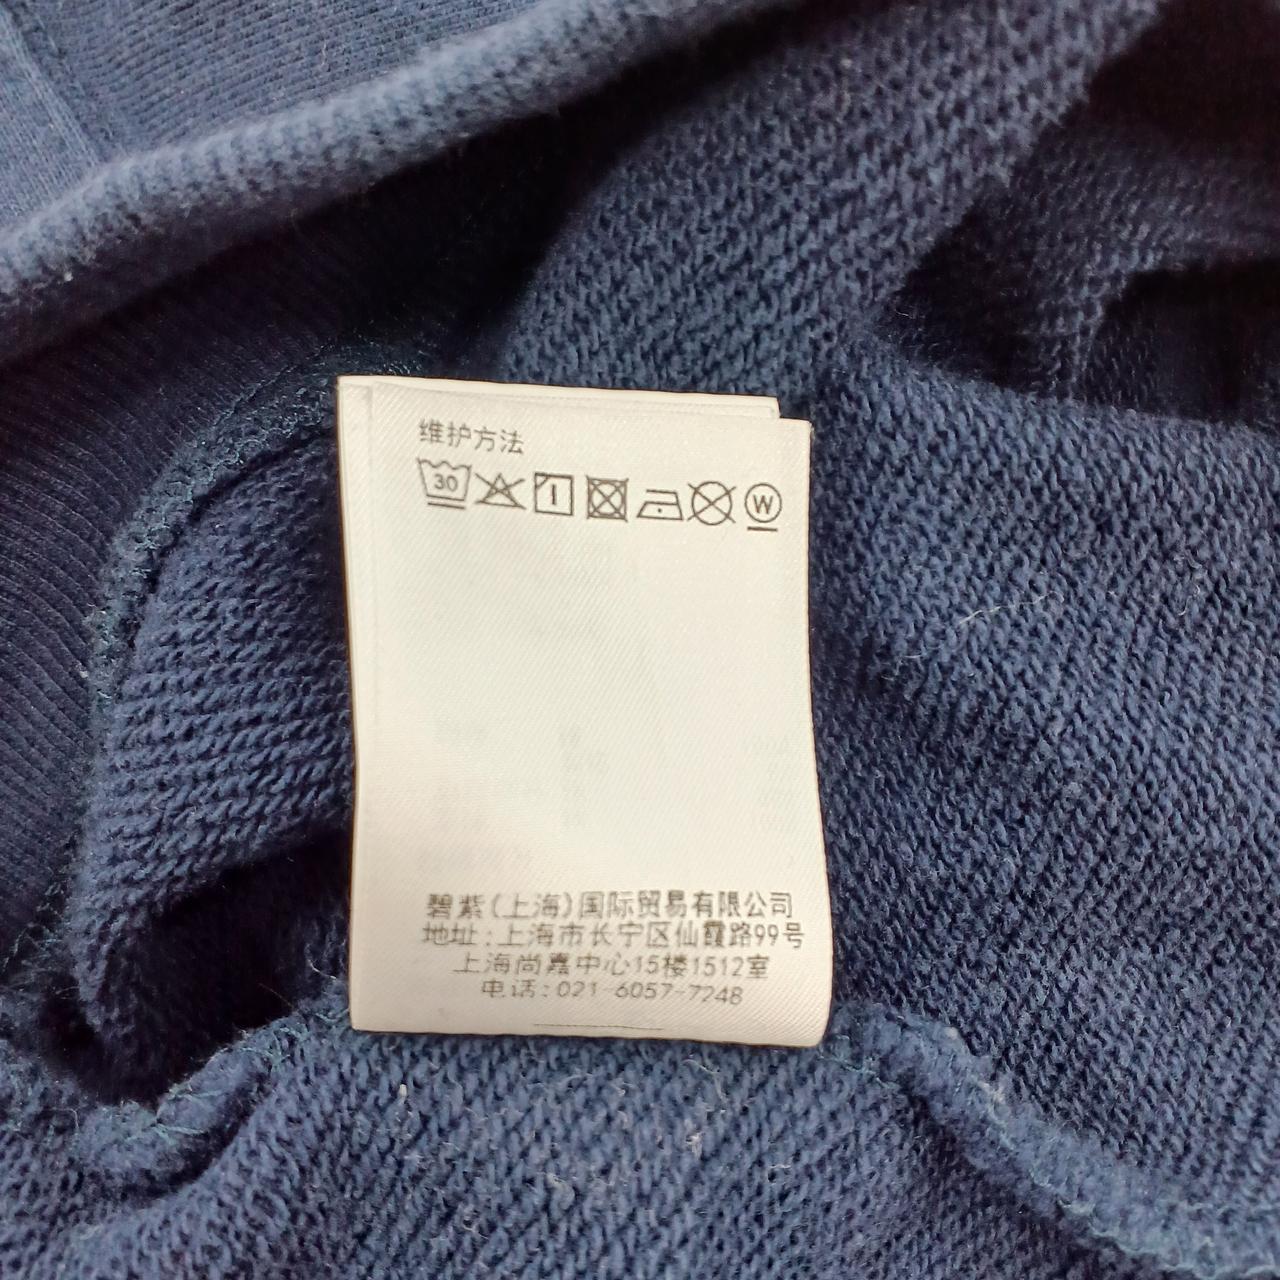 维护方法
30 W
碧紫(上海)国际贸易有限公司
地址:上海市长宁区仙霞路99号
上海尚嘉中心15楼1512室
电话:021-6057-7248